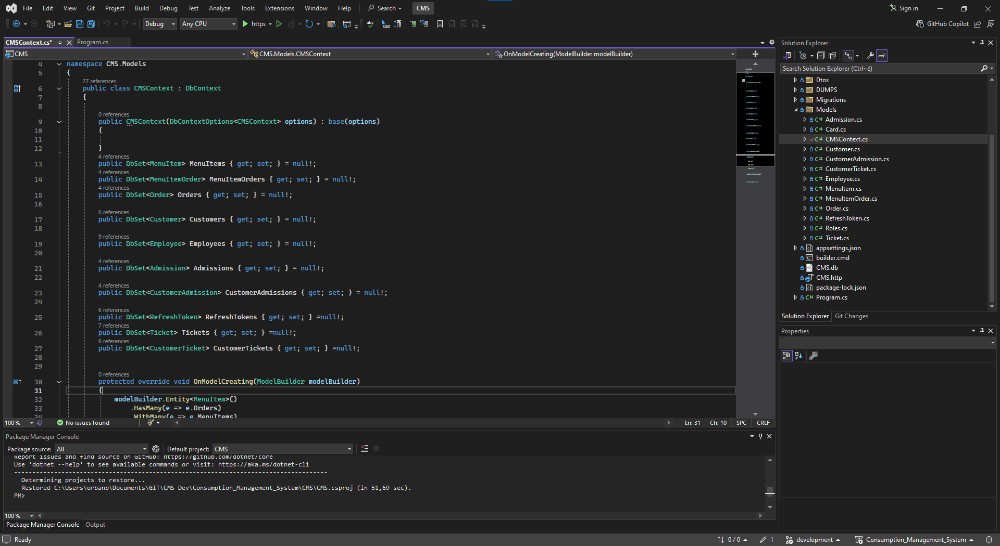 File Edit View Git Project Build Debug Test Analyze Tools Extensions Window Help Search CMS Sign in
Debug Any CPU https GitHub Copilot
CMSContext.cs* Program.cs
CMS CMS.Models.CMSContext OnModelCreating(ModelBuilder modelBuilder)
4 namespace CMS.Models
5 {
27 references
6 public class CMSContext : DbContext
7 {
8
0 references
9 public CMSContext(DbContextOptions<CMSContext> options) : base(options)
10 {
11
12 }
4 references
13 public DbSet<MenuItem> MenuItems { get; set; } = null!;
4 references
14 public DbSet<MenuItemOrder> MenuItemOrders { get; set; } = null!;
4 references
15 public DbSet<Order> Orders { get; set; } = null!;
16
6 references
17 public DbSet<Customer> Customers { get; set; } = null!;
18
9 references
19 public DbSet<Employee> Employees { get; set; } = null!;
20
4 references
21 public DbSet<Admission> Admissions { get; set; } = null!;
22
4 references
23 public DbSet<CustomerAdmission> CustomerAdmissions { get; set; } = null!;
24
6 references
25 public DbSet<RefreshToken> RefreshTokens { get; set; } =null!;
7 references
26 public DbSet<Ticket> Tickets { get; set; } =null!;
6 references
27 public DbSet<CustomerTicket> CustomerTickets { get; set; } =null!;
28
29
0 references
30 protected override void OnModelCreating(ModelBuilder modelBuilder)
31 {
32 modelBuilder.Entity<MenuItem>()
33 .HasMany(e => e.Orders)
34 .WithMany(e => e.MenuItems)
100 % No issues found Ln: 31 Ch: 10 SPC CRLF
Package Manager Console
Package source: All Default project: CMS
Report issues and find source on GitHub: https://github.com/dotnet/core
Use 'dotnet --help' to see available commands or visit: https://aka.ms/dotnet-cli
--------------------------------------------------------------------------------------
Determining projects to restore...
Restored C:\Users\orbanb\Documents\GIT\CMS Dev\Consumption_Management_System\CMS\CMS.csproj (in 51,69 sec).
PM>
100 %
Package Manager Console Output
Solution Explorer
Search Solution Explorer (Ctrl+é)
Dtos
DUMPS
Migrations
Models
C# Admission.cs
C# Card.cs
C# CMSContext.cs
C# Customer.cs
C# CustomerAdmission.cs
C# CustomerTicket.cs
C# Employee.cs
C# MenuItem.cs
C# MenuItemOrder.cs
C# Order.cs
C# RefreshToken.cs
C# Roles.cs
C# Ticket.cs
appsettings.json
builder.cmd
CMS.db
CMS.http
package-lock.json
C# Program.cs
Solution Explorer Git Changes
Properties
Ready 0 / 0 1 development Consumption_Management_System